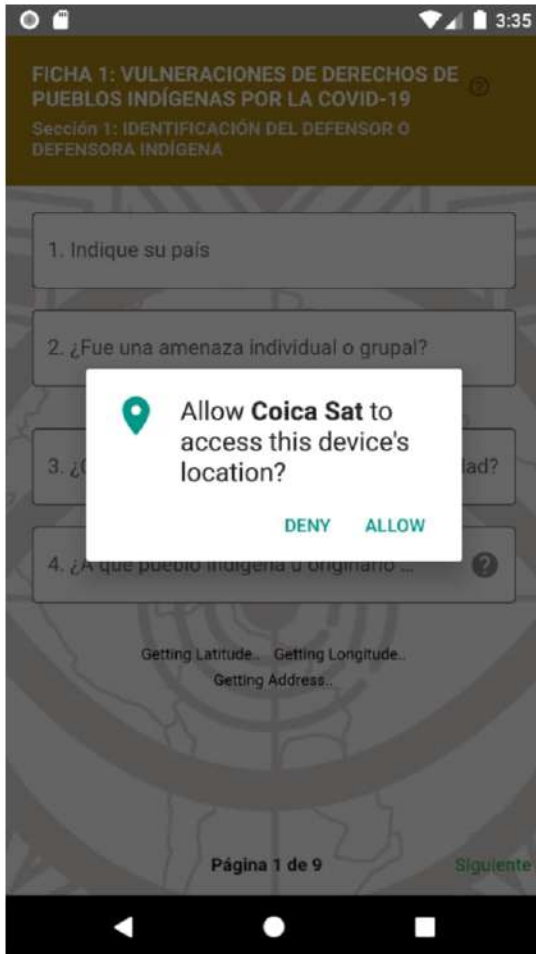 3:35
FICHA 1: VULNERACIONES DE DERECHOS DE
PUEBLOS INDÍGENAS POR LA COVID-19
Sección 1: IDENTIFICACIÓN DEL DEFENSOR O
DEFENSORA INDÍGENA
1. Indique su país
2. ¿Fue una amenaza individual o grupal?
Allow Coica Sat to
access this device's
location?
DENY ALLOW
3. ¿ dad?
4. ¿A que pueblo indígena u originario ...
Getting Latitude.. Getting Longitude..
Getting Address..
Página 1 de 9 Siguiente